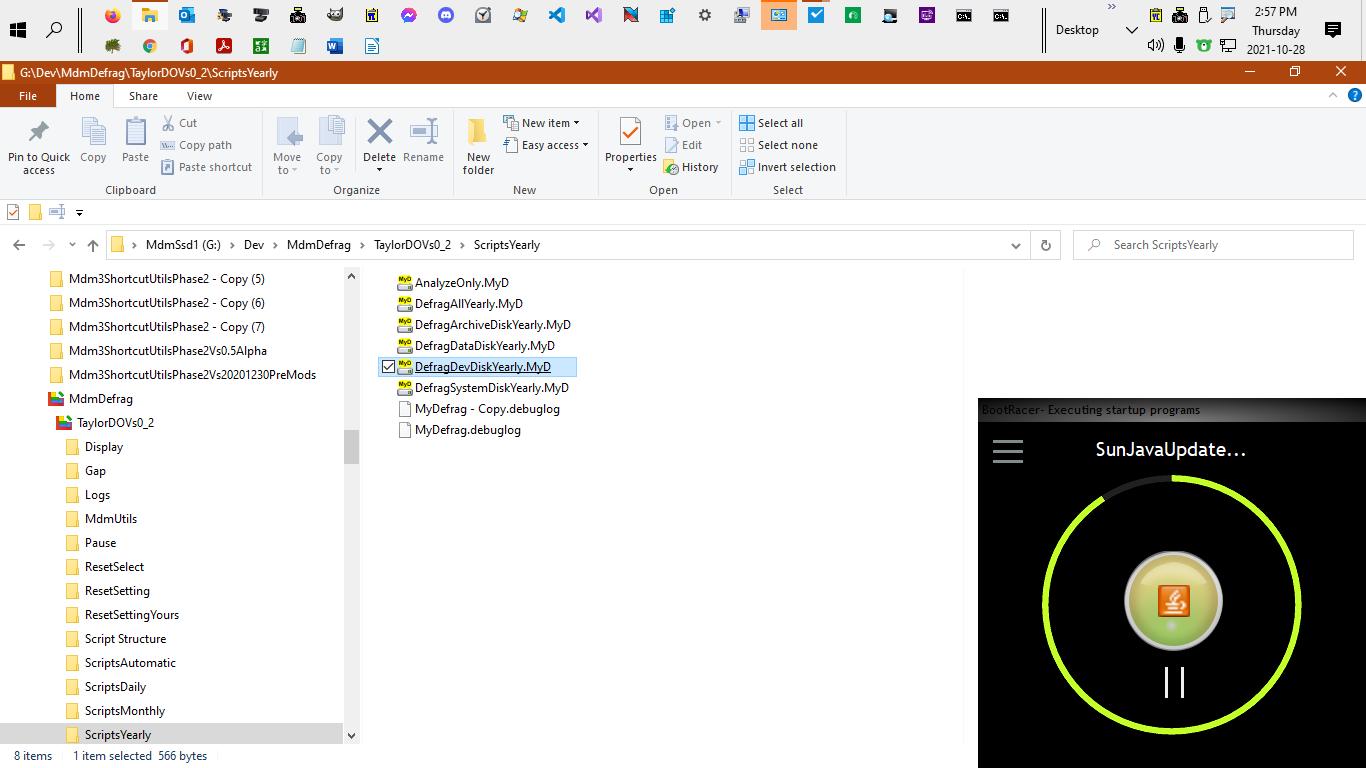 2:57 PM
Desktop
Thursday
2021-10-28
G:\Dev\MdmDefrag\TaylorDOVs0_2\ScriptsYearly
File Home Share View
Pin to Quick access
Copy
Paste
Cut
Copy path
Paste shortcut
Clipboard
Move to
Copy to
Delete
Rename
Organize
New folder
New item
Easy access
New
Properties
Open
Edit
History
Open
Select all
Select none
Invert selection
Select
MdmSsd1 (G:) Dev MdmDefrag TaylorDOVs0_2 ScriptsYearly
Search ScriptsYearly
Mdm3ShortcutUtilsPhase2 - Copy (5)
Mdm3ShortcutUtilsPhase2 - Copy (6)
Mdm3ShortcutUtilsPhase2 - Copy (7)
Mdm3ShortcutUtilsPhase2Vs0.5Alpha
Mdm3ShortcutUtilsPhase2Vs20201230PreMods
MdmDefrag
TaylorDOVs0_2
Display
Gap
Logs
MdmUtils
Pause
ResetSelect
ResetSetting
ResetSettingYours
Script Structure
ScriptsAutomatic
ScriptsDaily
ScriptsMonthly
ScriptsYearly
AnalyzeOnly.MyD
DefragAllYearly.MyD
DefragArchiveDiskYearly.MyD
DefragDataDiskYearly.MyD
DefragDevDiskYearly.MyD
DefragSystemDiskYearly.MyD
MyDefrag - Copy.debuglog
MyDefrag.debuglog
BootRacer- Executing startup programs
SunJavaUpdate...
8 items 1 item selected 566 bytes